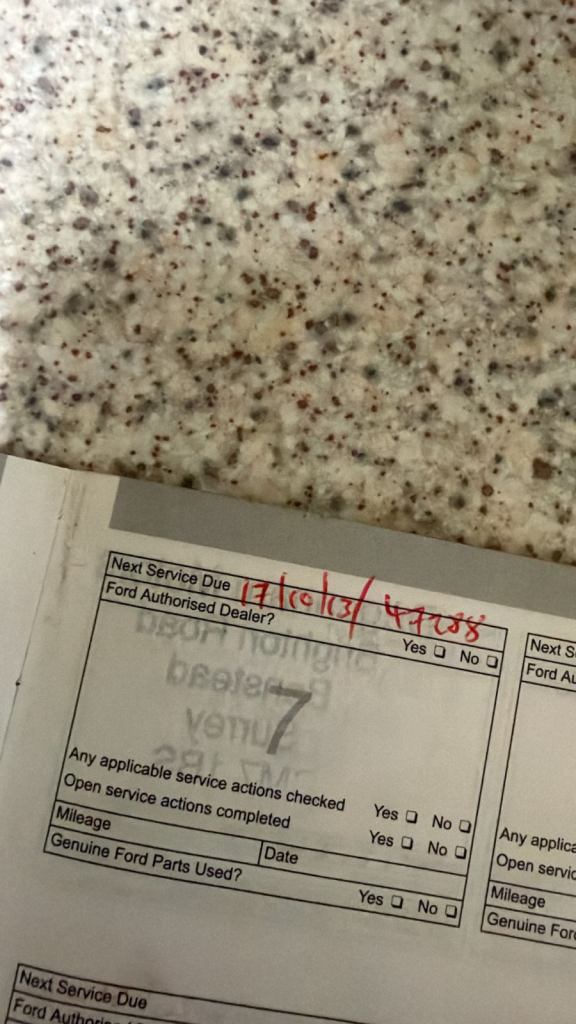 Next Service Due 17/10/13/ 47288
Ford Authorised Dealer? Yes ❏ No ❏
7
Any applicable service actions checked Yes ❏ No ❏
Open service actions completed Yes ❏ No ❏
Mileage Date
Genuine Ford Parts Used? Yes ❏ No ❏
Next S
Ford Au
Any applica
Open servic
Mileage
Genuine For
Next Service Due
Ford Authoris